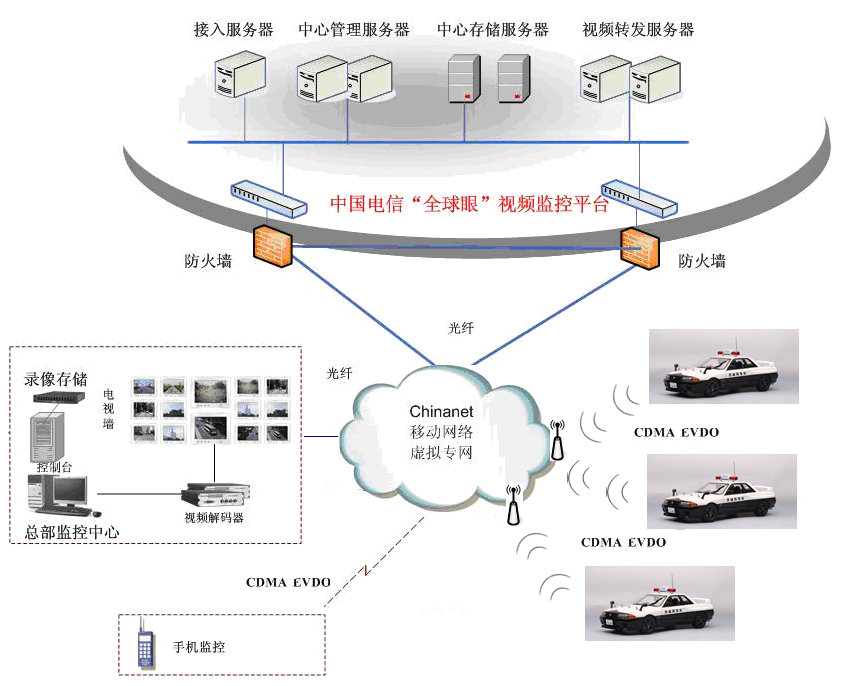 接入服务器
中心管理服务器
中心存储服务器
视频转发服务器
中国电信“全球眼”视频监控平台
防火墙
防火墙
光纤
光纤
录像存储
电视墙
控制台
视频解码器
总部监控中心
Chinanet
移动网络
虚拟专网
CDMA EVDO
CDMA EVDO
CDMA EVDO
手机监控